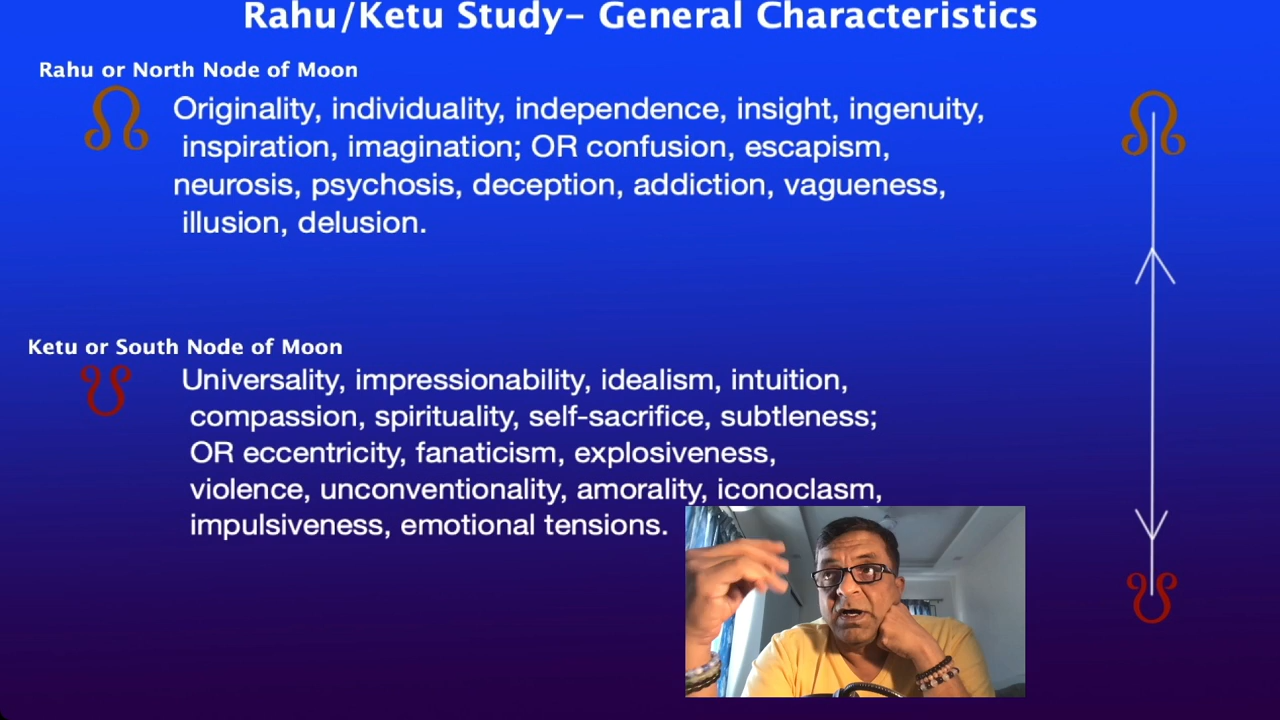 Rahu/Ketu Study– General Characteristics
Rahu or North Node of Moon
Originality, individuality, independence, insight, ingenuity,
inspiration, imagination; OR confusion, escapism,
neurosis, psychosis, deception, addiction, vagueness,
illusion, delusion.
Ketu or South Node of Moon
Universality, impressionability, idealism, intuition,
compassion, spirituality, self-sacrifice, subtleness;
OR eccentricity, fanaticism, explosiveness,
violence, unconventionality, amorality, iconoclasm,
impulsiveness, emotional tensions.